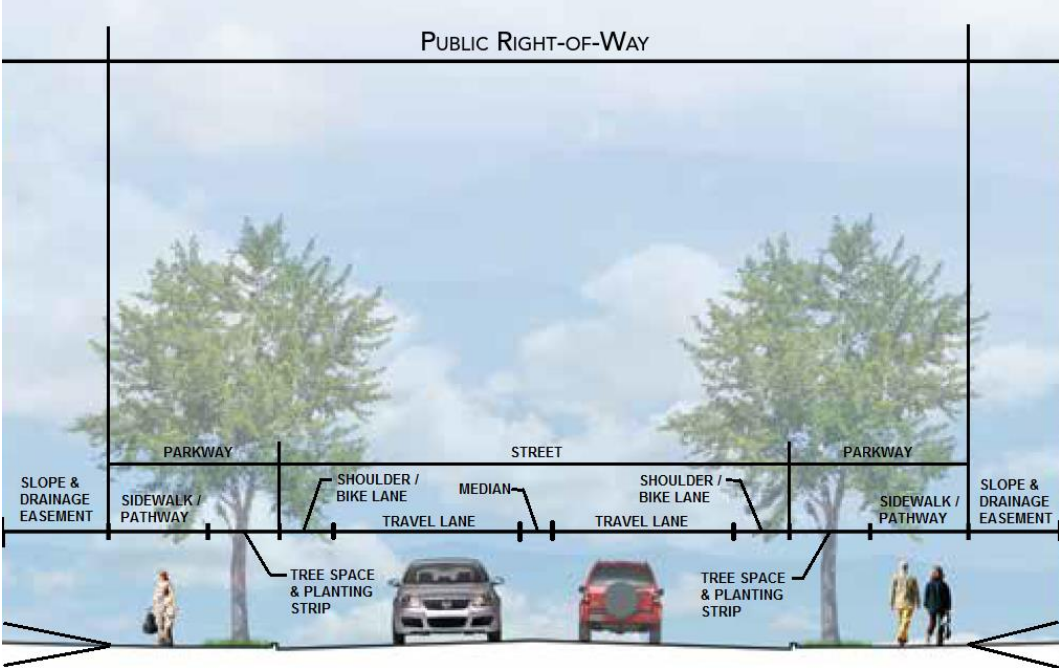 PUBLIC RIGHT-OF-WAY
PARKWAY
STREET
PARKWAY
SLOPE &
DRAINAGE
EASEMENT
SIDEWALK /
PATHWAY
SHOULDER /
BIKE LANE
MEDIAN
SHOULDER /
BIKE LANE
SIDEWALK /
PATHWAY
SLOPE &
DRAINAGE
EASEMENT
TRAVEL LANE
TRAVEL LANE
TREE SPACE
& PLANTING
STRIP
TREE SPACE
& PLANTING
STRIP